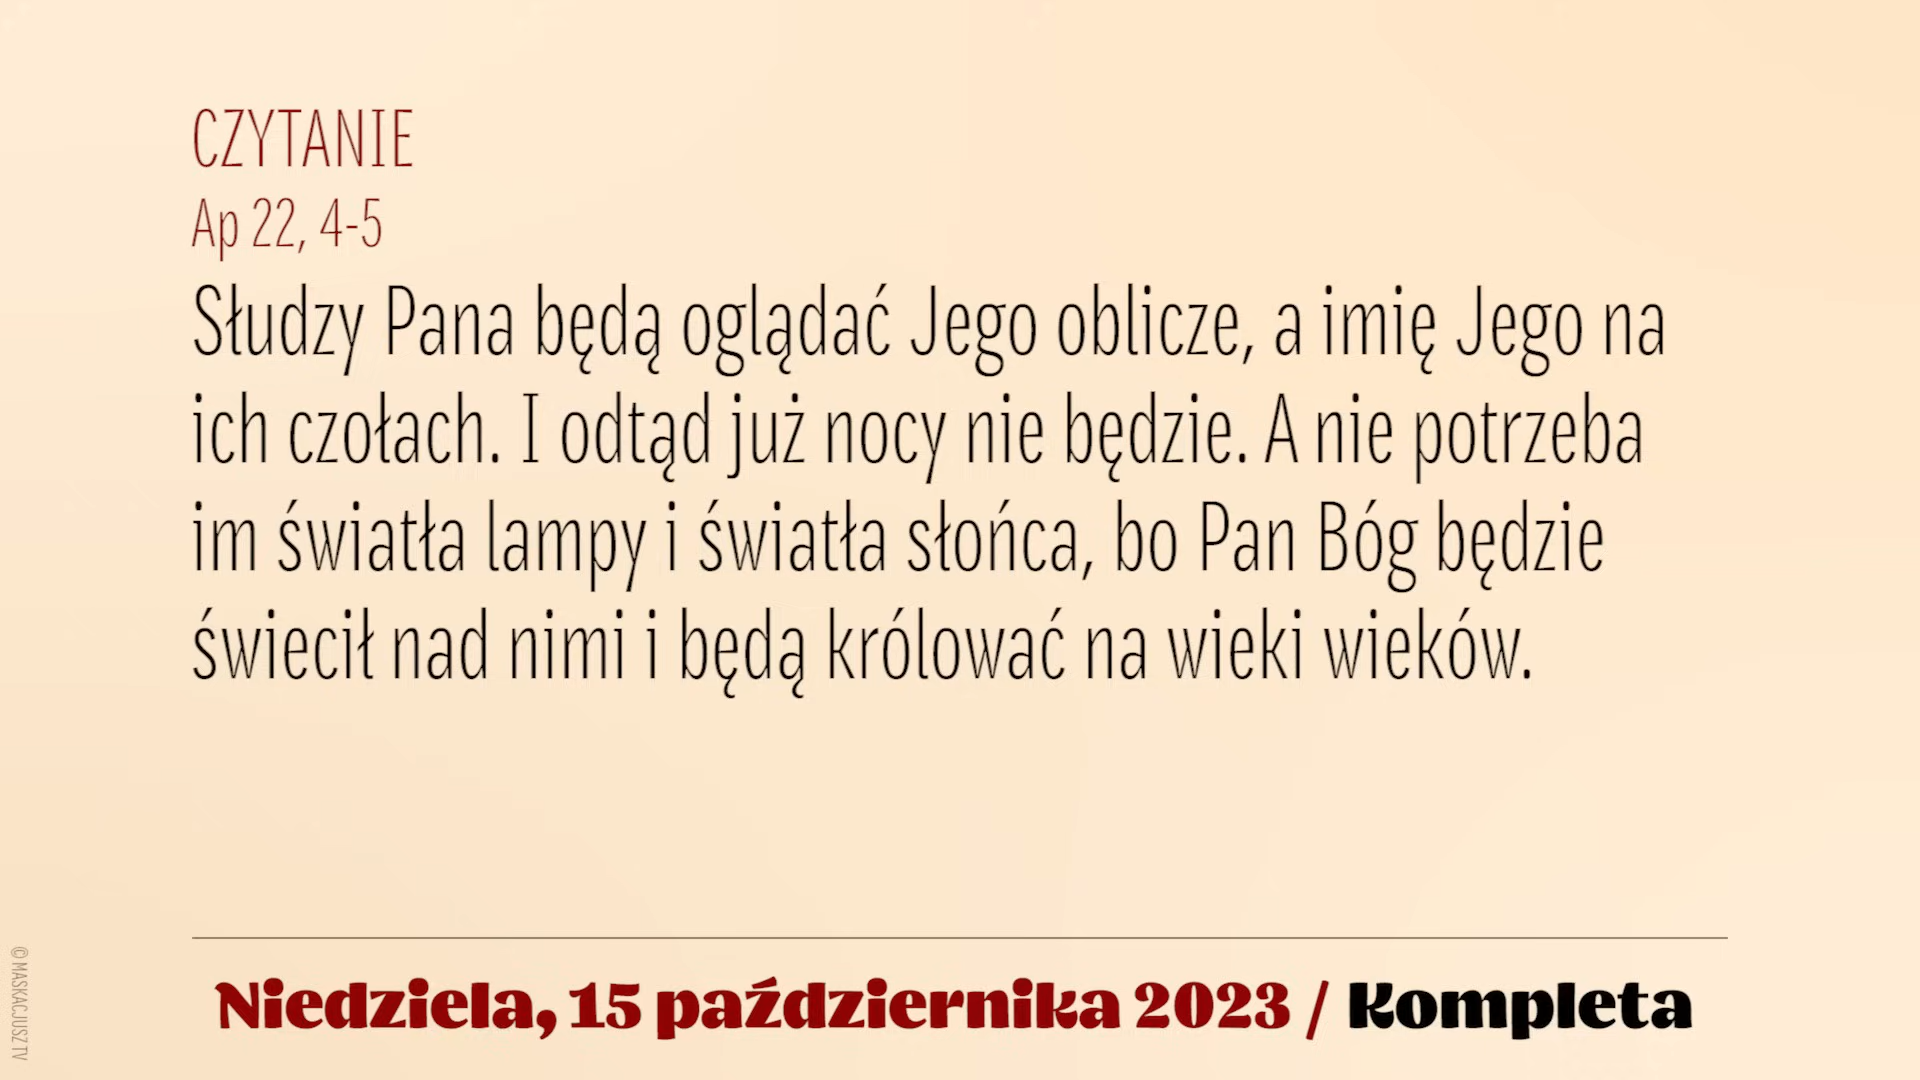 CZYTANIE
Ap 22, 4-5
Słudzy Pana będą oglądać Jego oblicze, a imię Jego na
ich czołach. I odtąd już nocy nie będzie. A nie potrzeba
im światła lampy i światła słońca, bo Pan Bóg będzie
świecił nad nimi i będą królować na wieki wieków.
Niedziela, 15 października 2023 / Kompleta
© MASKACJUSZ TV